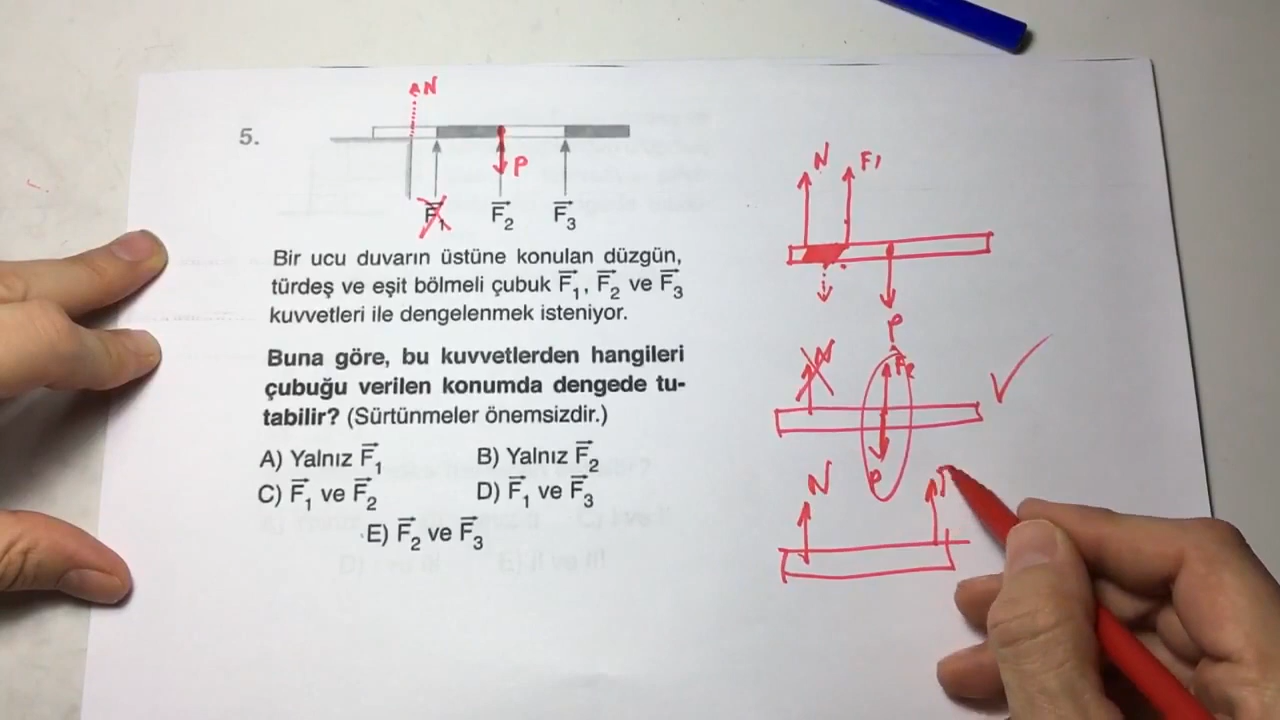 N
5.
P
F₁ F₂ F₃
Bir ucu duvarın üstüne konulan düzgün,
türdeş ve eşit bölmeli çubuk F₁, F₂ ve F₃
kuvvetleri ile dengelenmek isteniyor.
Buna göre, bu kuvvetlerden hangileri
çubuğu verilen konumda dengede tu-
tabilir? (Sürtünmeler önemsizdir.)
A) Yalnız F₁ B) Yalnız F₂
C) F₁ ve F₂ D) F₁ ve F₃
E) F₂ ve F₃
N F1
P
N F2
P
N